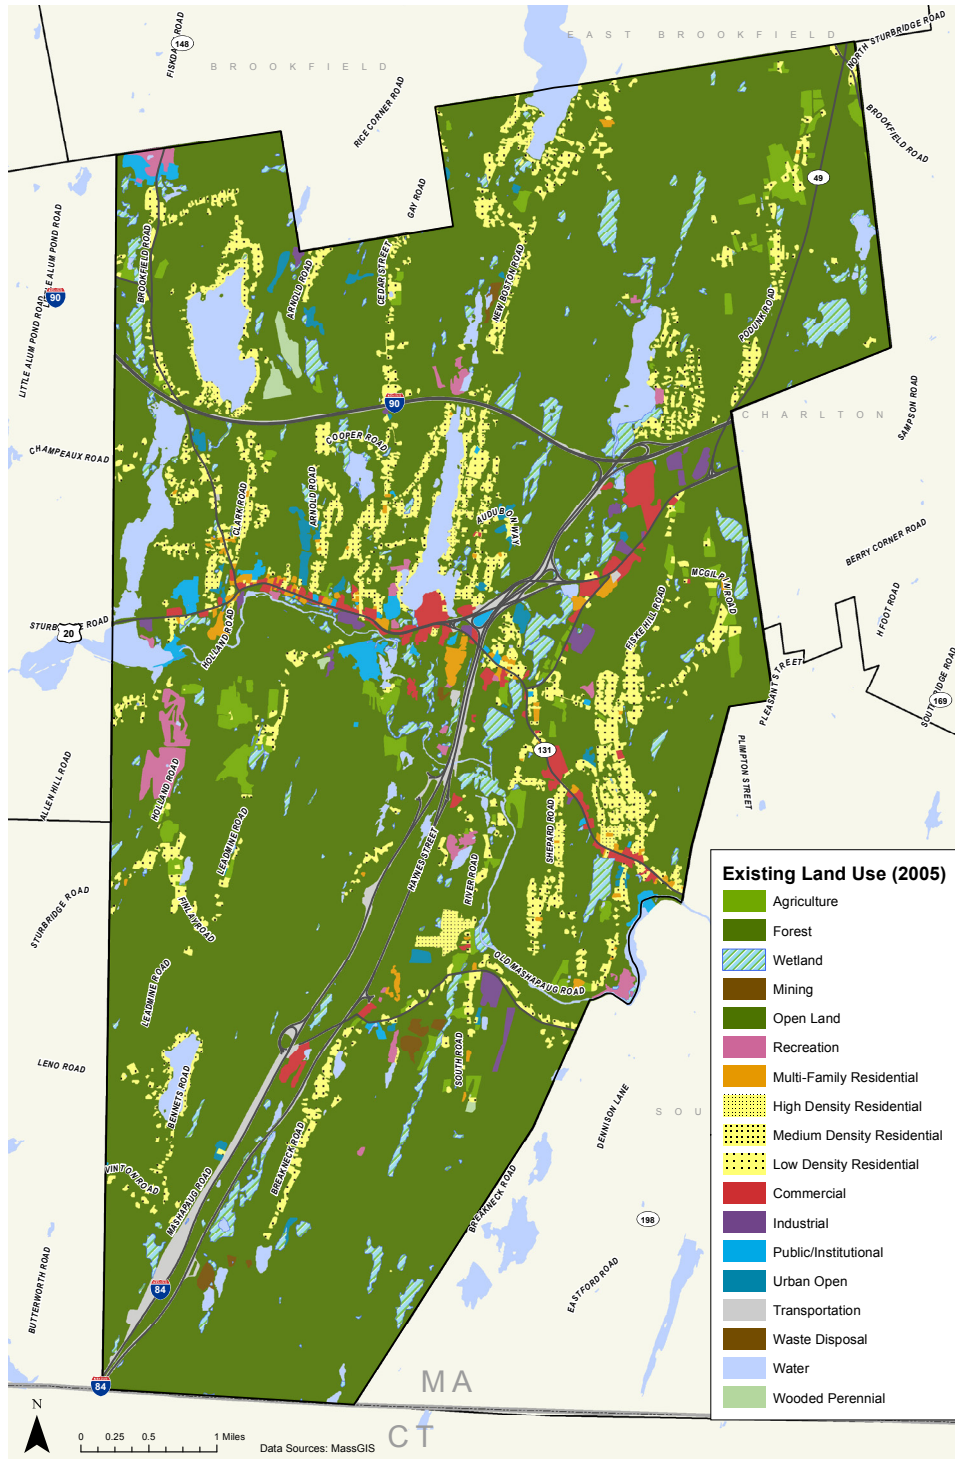 EAST BROOKFIELD
NORTH STURBRIDGE ROAD
FISKDALE ROAD
148
BROOKFIELD
RICE CORNER ROAD
BROOKFIELD ROAD
49
GAY ROAD
LITTLE ALUM POND ROAD
BROOKFIELD ROAD
ARNOLD ROAD
CEDAR STREET
NEW BOSTON ROAD
90
LITTLE ALUM POND ROAD
PODUNK ROAD
90
CHARLTON
SAMPSON ROAD
CHAMPEAUX ROAD
COOPER ROAD
CLARK ROAD
ARNOLD ROAD
AUDUBON WAY
BERRY CORNER ROAD
MCGILPIN ROAD
STURBRIDGE ROAD
20
HOLLAND ROAD
FISKE HILL ROAD
H FOOT ROAD
PLEASANT STREET
SOUTHBRIDGE ROAD
169
131
PLIMPTON STREET
ALLEN HILL ROAD
HOLLAND ROAD
LEADMINE ROAD
HAYNES STREET
SHEPARD ROAD
RIVER ROAD
STURBRIDGE ROAD
FINLAY ROAD
OLD MASHAPAUG ROAD
LEADMINE ROAD
LENO ROAD
BENNETS ROAD
SOUTH ROAD
DENNISON LANE
SOU
VINTON ROAD
MASHAPAUG ROAD
BREAKNECK ROAD
BREAKNECK ROAD
198
BUTTERWORTH ROAD
EASTFORD ROAD
84
84
MA
CT
Existing Land Use (2005)
Agriculture
Forest
Wetland
Mining
Open Land
Recreation
Multi-Family Residential
High Density Residential
Medium Density Residential
Low Density Residential
Commercial
Industrial
Public/Institutional
Urban Open
Transportation
Waste Disposal
Water
Wooded Perennial
N
0 0.25 0.5 1 Miles
Data Sources: MassGIS